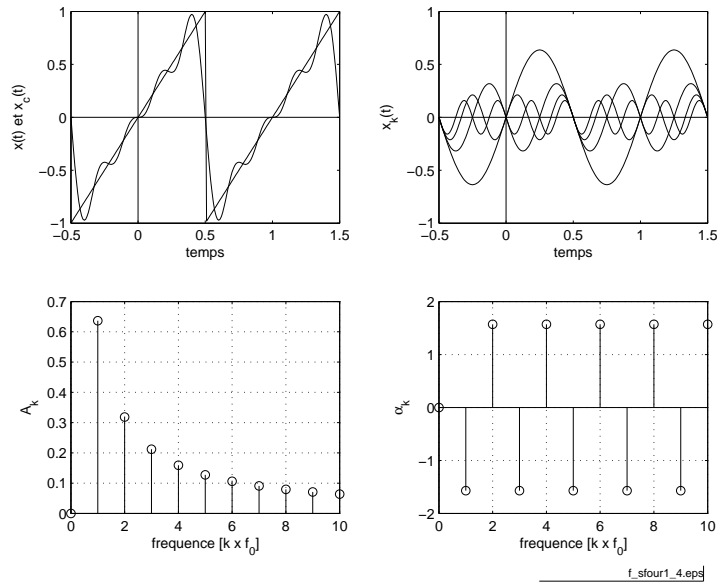 1
0.5
0
−0.5
−1
−0.5 0 0.5 1 1.5
temps
x(t) et x_c(t)
1
0.5
0
−0.5
−1
−0.5 0 0.5 1 1.5
temps
x_k(t)
0.7
0.6
0.5
0.4
0.3
0.2
0.1
0
0 2 4 6 8 10
frequence [k x f_0]
A_k
2
1
0
−1
−2
0 2 4 6 8 10
frequence [k x f_0]
α_k
f_sfour1_4.eps